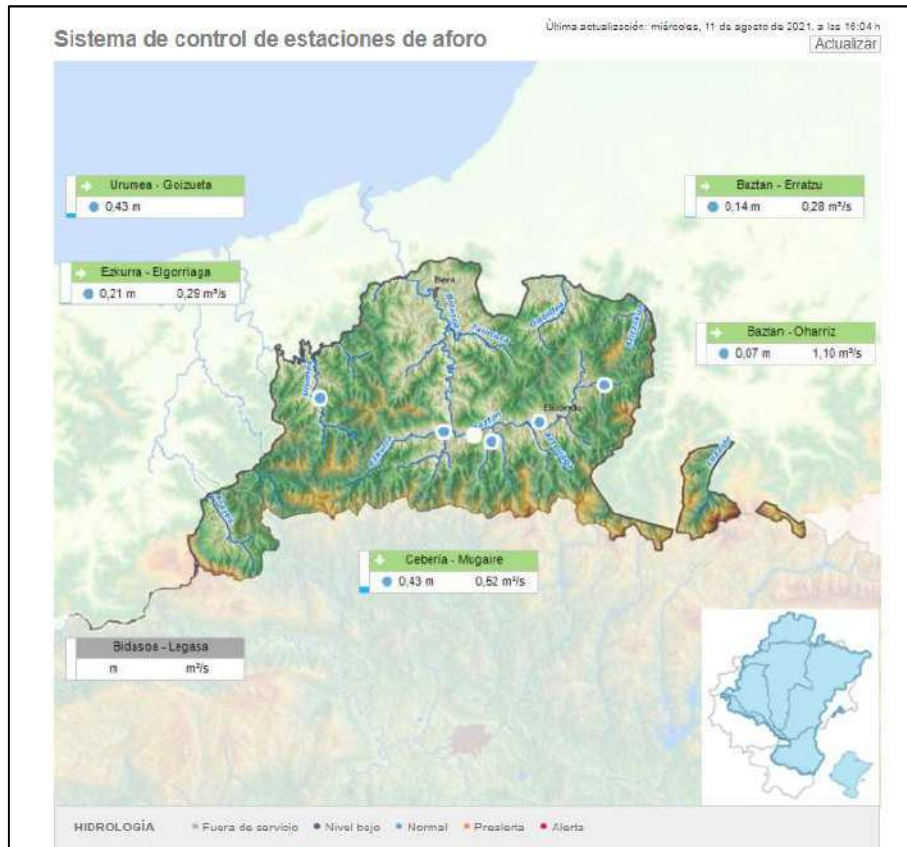 Sistema de control de estaciones de aforo
Última actualización: miércoles, 11 de agosto de 2021, a las 16:04 h
Actualizar
Urumea - Goizueta
0,43 m
Baztan - Erratzu
0,14 m 0,28 m³/s
Ezkurra - Elgorriaga
0,21 m 0,29 m³/s
Baztan - Oharriz
0,07 m 1,10 m³/s
Bera
Elizondo
Ezkurra
Baztan
Ceberia - Mugaire
0,43 m 0,52 m³/s
Bidasoa - Legasa
m m³/s
HIDROLOGÍA Fuera de servicio Nivel bajo Normal Prealerta Alerta